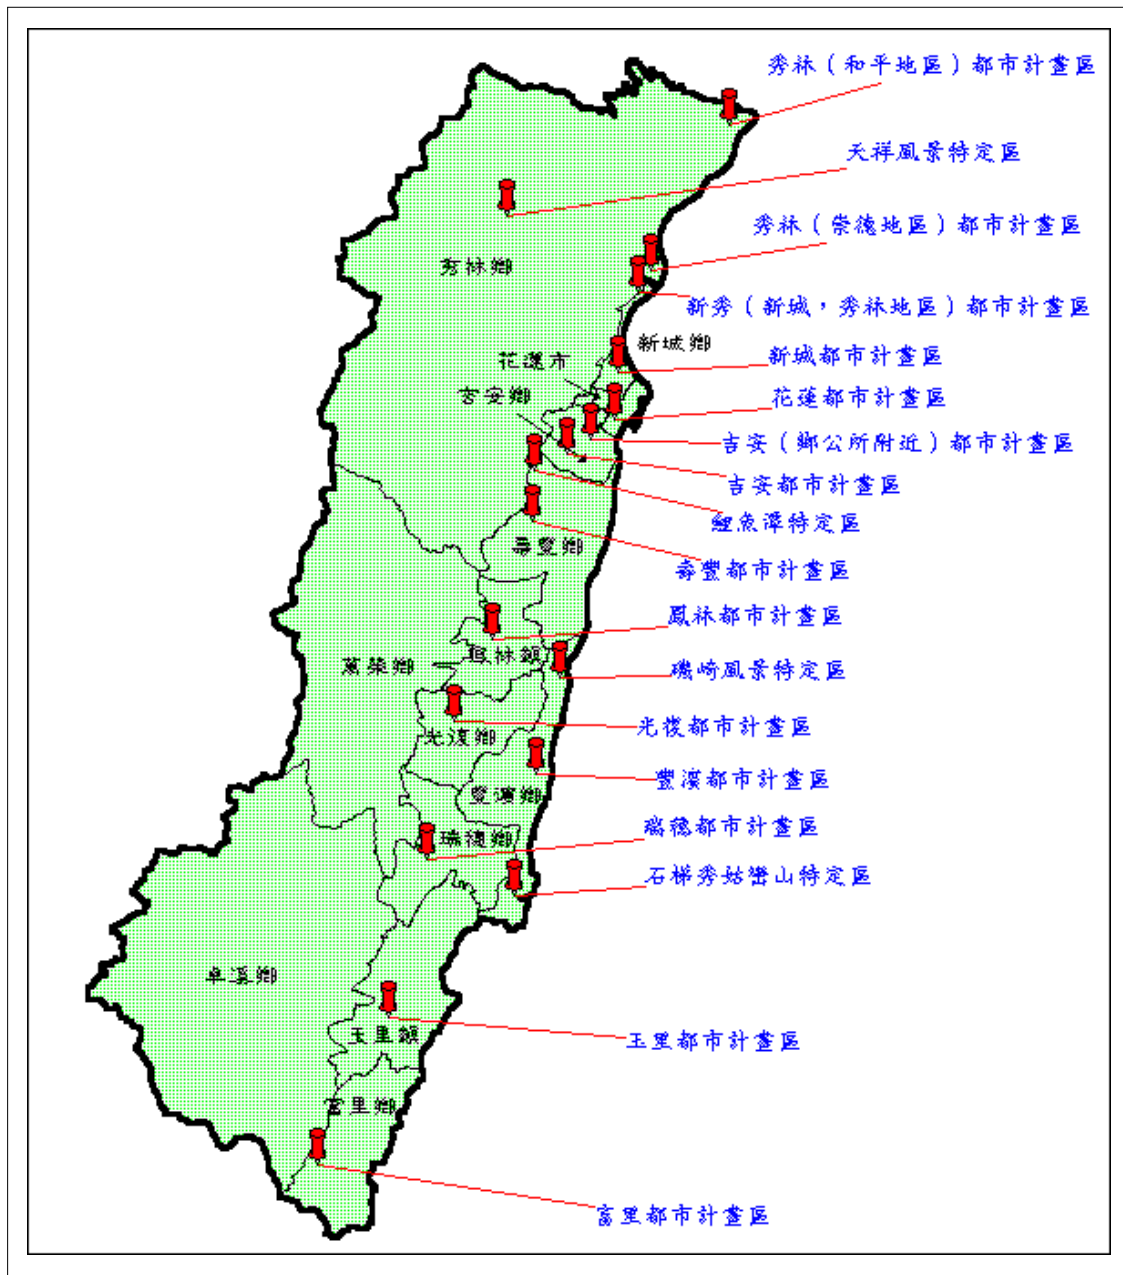 秀林（和平地區）都市計畫區
天祥風景特定區
秀林（崇德地區）都市計畫區
秀林鄉
新秀（新城，秀林地區）都市計畫區
新城鄉
花蓮市
新城都市計畫區
吉安鄉
花蓮都市計畫區
吉安（鄉公所附近）都市計畫區
吉安都市計畫區
鯉魚潭特定區
壽豐鄉
壽豐都市計畫區
鳳林都市計畫區
鳳林鎮
萬榮鄉
磯崎風景特定區
光復都市計畫區
光復鄉
豐濱都市計畫區
豐濱鄉
瑞穗都市計畫區
瑞穗鄉
石梯秀姑巒山特定區
卓溪鄉
玉里鎮
玉里都市計畫區
富里鄉
富里都市計畫區